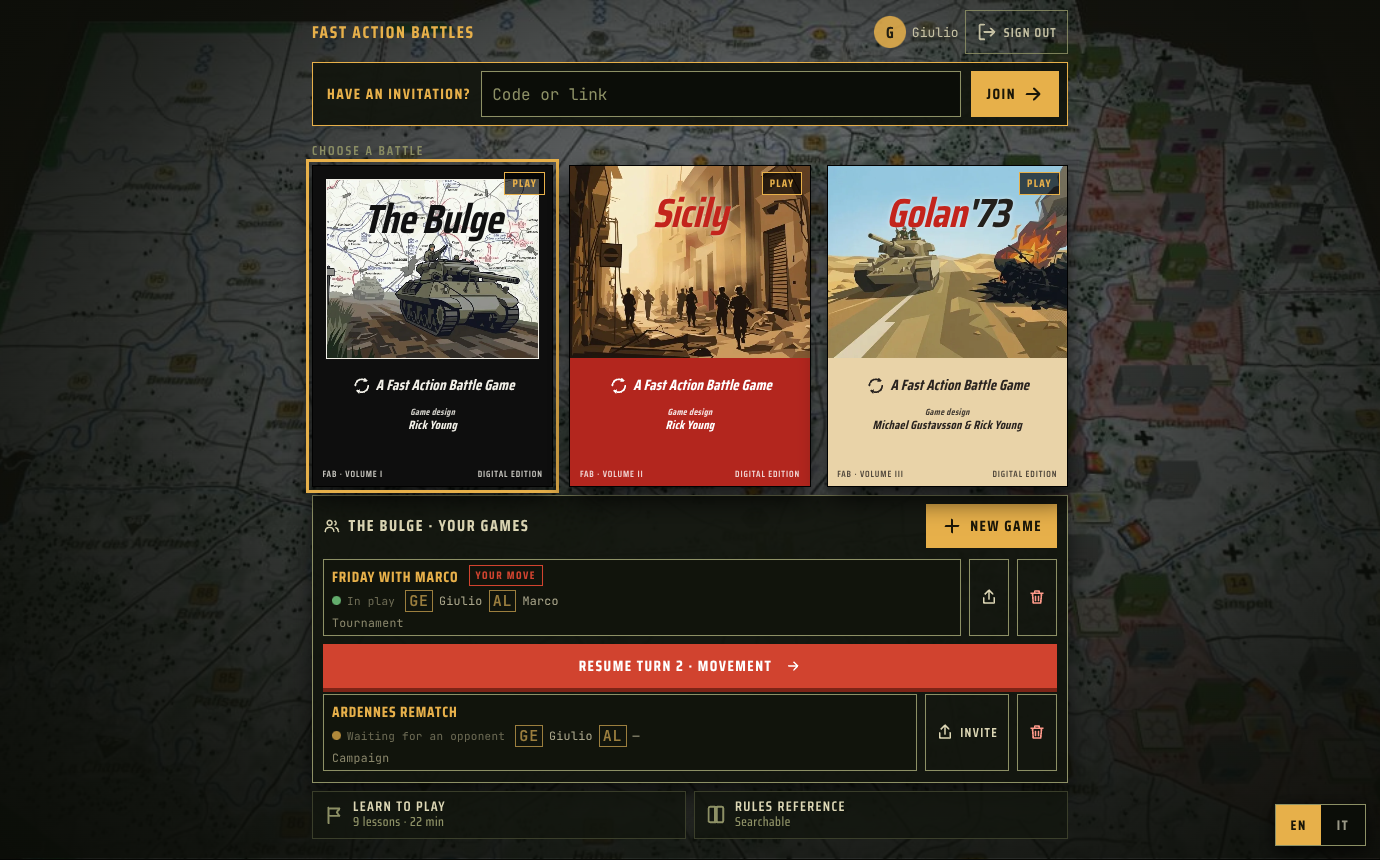 FAST ACTION BATTLES
G Giulio SIGN OUT
HAVE AN INVITATION? Code or link JOIN
CHOOSE A BATTLE
PLAY
The Bulge
A Fast Action Battle Game
Game design
Rick Young
FAB · VOLUME I DIGITAL EDITION
PLAY
Sicily
A Fast Action Battle Game
Game design
Rick Young
FAB · VOLUME II DIGITAL EDITION
PLAY
Golan'73
A Fast Action Battle Game
Game design
Michael Gustavsson & Rick Young
FAB · VOLUME III DIGITAL EDITION
THE BULGE · YOUR GAMES NEW GAME
FRIDAY WITH MARCO YOUR MOVE
In play GE Giulio AL Marco
Tournament
RESUME TURN 2 · MOVEMENT
ARDENNES REMATCH
Waiting for an opponent GE Giulio AL —
Campaign
INVITE
LEARN TO PLAY
9 lessons · 22 min
RULES REFERENCE
Searchable
EN IT